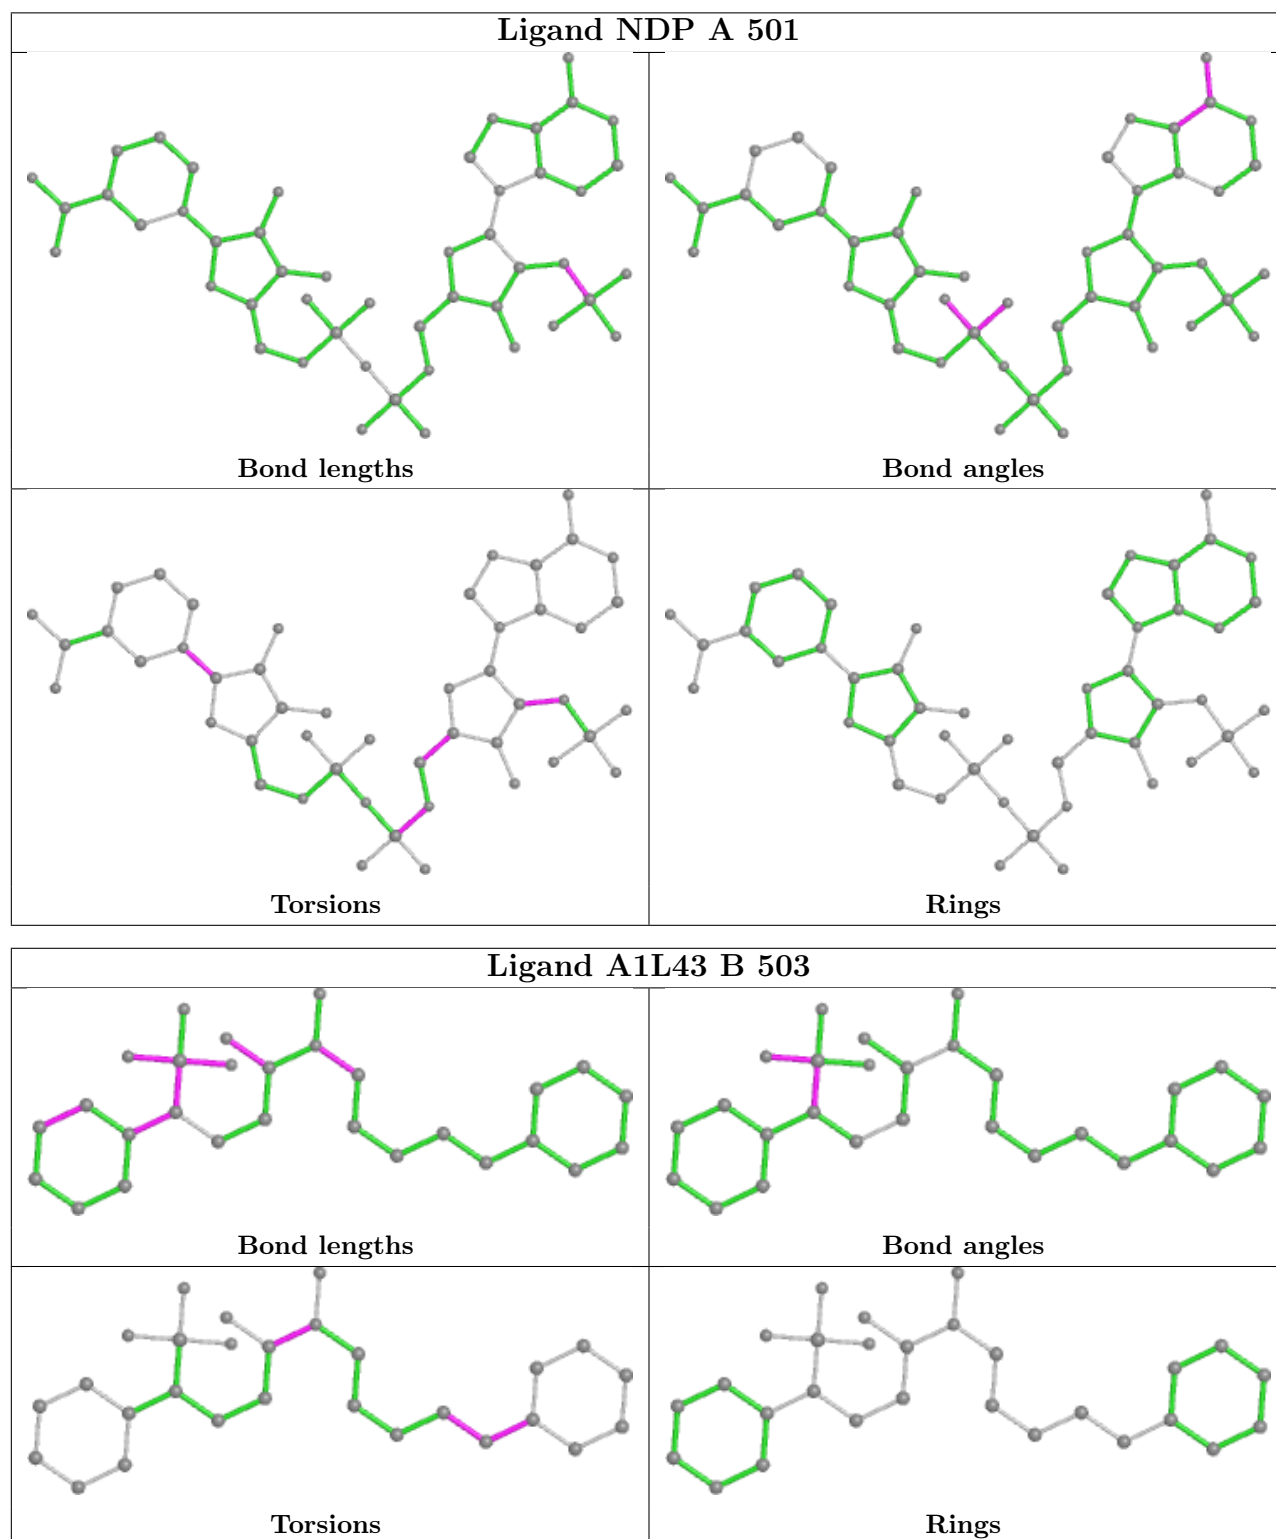 Ligand NDP A 501
Bond lengths
Bond angles
Torsions
Rings
Ligand A1L43 B 503
Bond lengths
Bond angles
Torsions
Rings